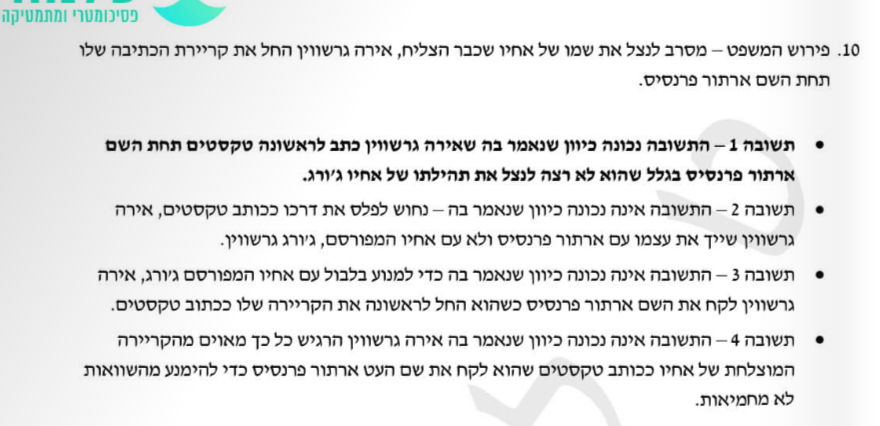 פסיכומטרי ומתמטיקה
10. פירוש המשפט – מסרב לנצל את שמו של אחיו שכבר הצליח, אירה גרשווין החל את קריירת הכתיבה שלו
תחת השם ארתור פרנסיס.
• תשובה 1 – התשובה נכונה כיוון שנאמר בה שאירה גרשווין כתב לראשונה טקסטים תחת השם
ארתור פרנסיס בגלל שהוא לא רצה לנצל את תהילתו של אחיו ג'ורג.
• תשובה 2 – התשובה אינה נכונה כיוון שנאמר בה – נחוש לפלס את דרכו ככותב טקסטים, אירה
גרשווין שייך את עצמו עם ארתור פרנסיס ולא עם אחיו המפורסם, ג'ורג גרשווין.
• תשובה 3 – התשובה אינה נכונה כיוון שנאמר בה כדי למנוע בלבול עם אחיו המפורסם ג'ורג, אירה
גרשווין לקח את השם ארתור פרנסיס כשהוא החל לראשונה את הקריירה שלו ככתוב טקסטים.
• תשובה 4 – התשובה אינה נכונה כיוון שנאמר בה אירה גרשווין הרגיש כל כך מאוים מהקריירה
המוצלחת של אחיו ככותב טקסטים שהוא לקח את שם העט ארתור פרנסיס כדי להימנע מהשוואות
לא מחמיאות.